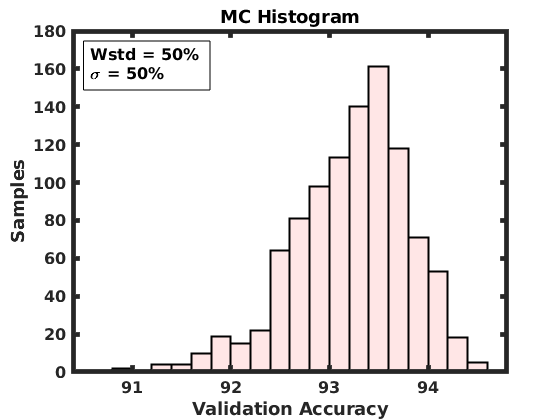 MC Histogram
Wstd = 50%
σ = 50%
180
160
140
120
100
80
60
40
20
0
Samples
91 92 93 94
Validation Accuracy